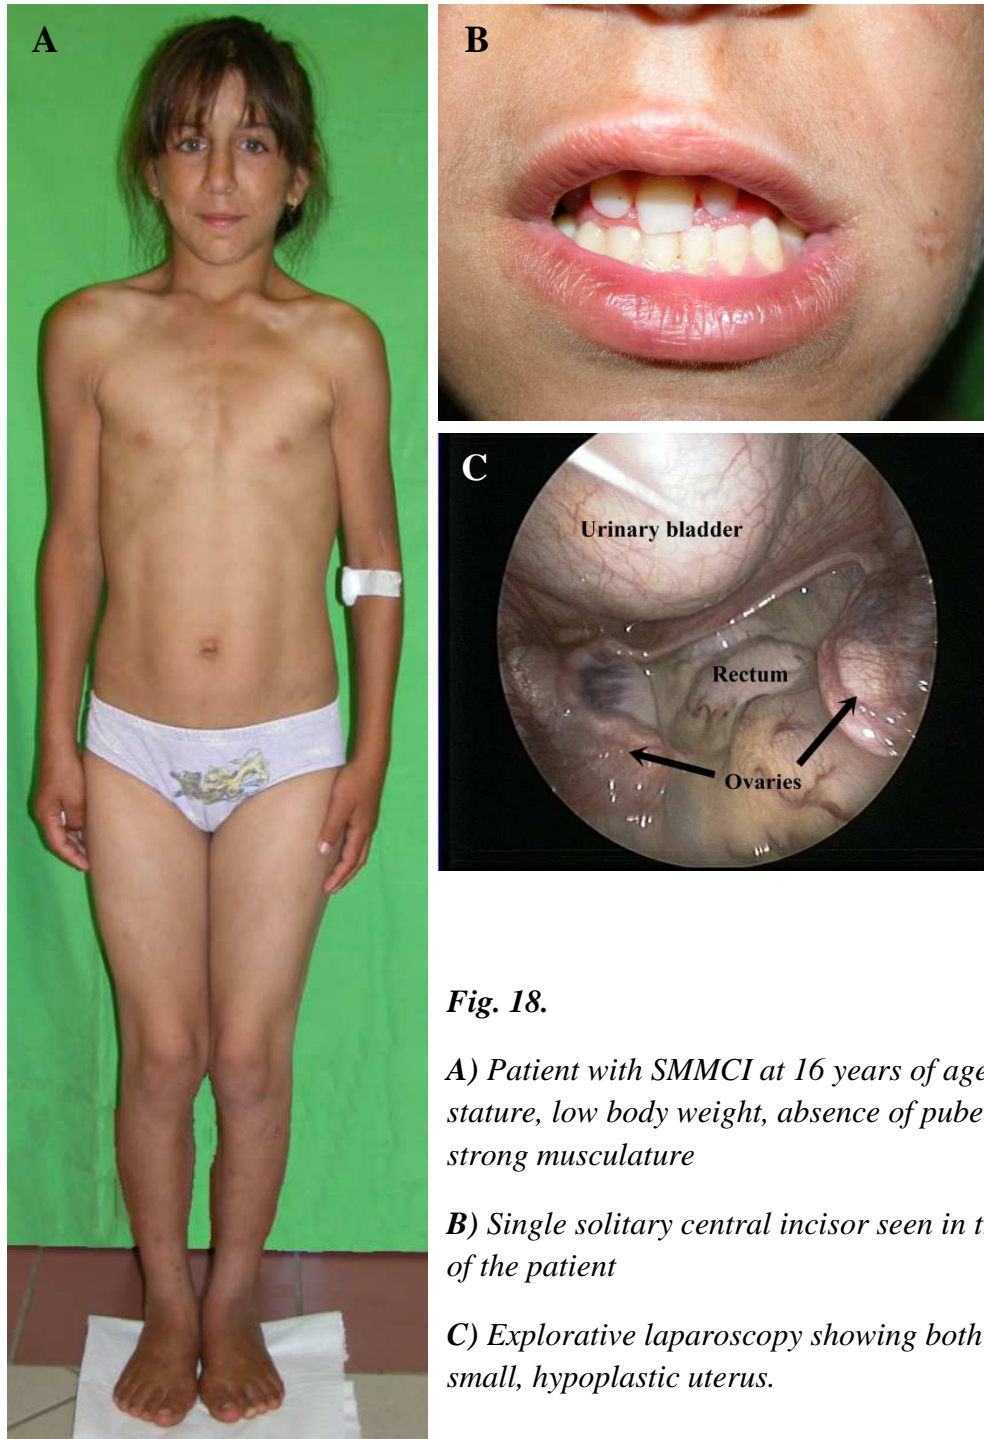 A
B
C
Urinary bladder
Rectum
Ovaries
Fig. 18.
A) Patient with SMMCI at 16 years of age
stature, low body weight, absence of pube
strong musculature
B) Single solitary central incisor seen in t
of the patient
C) Explorative laparoscopy showing both
small, hypoplastic uterus.